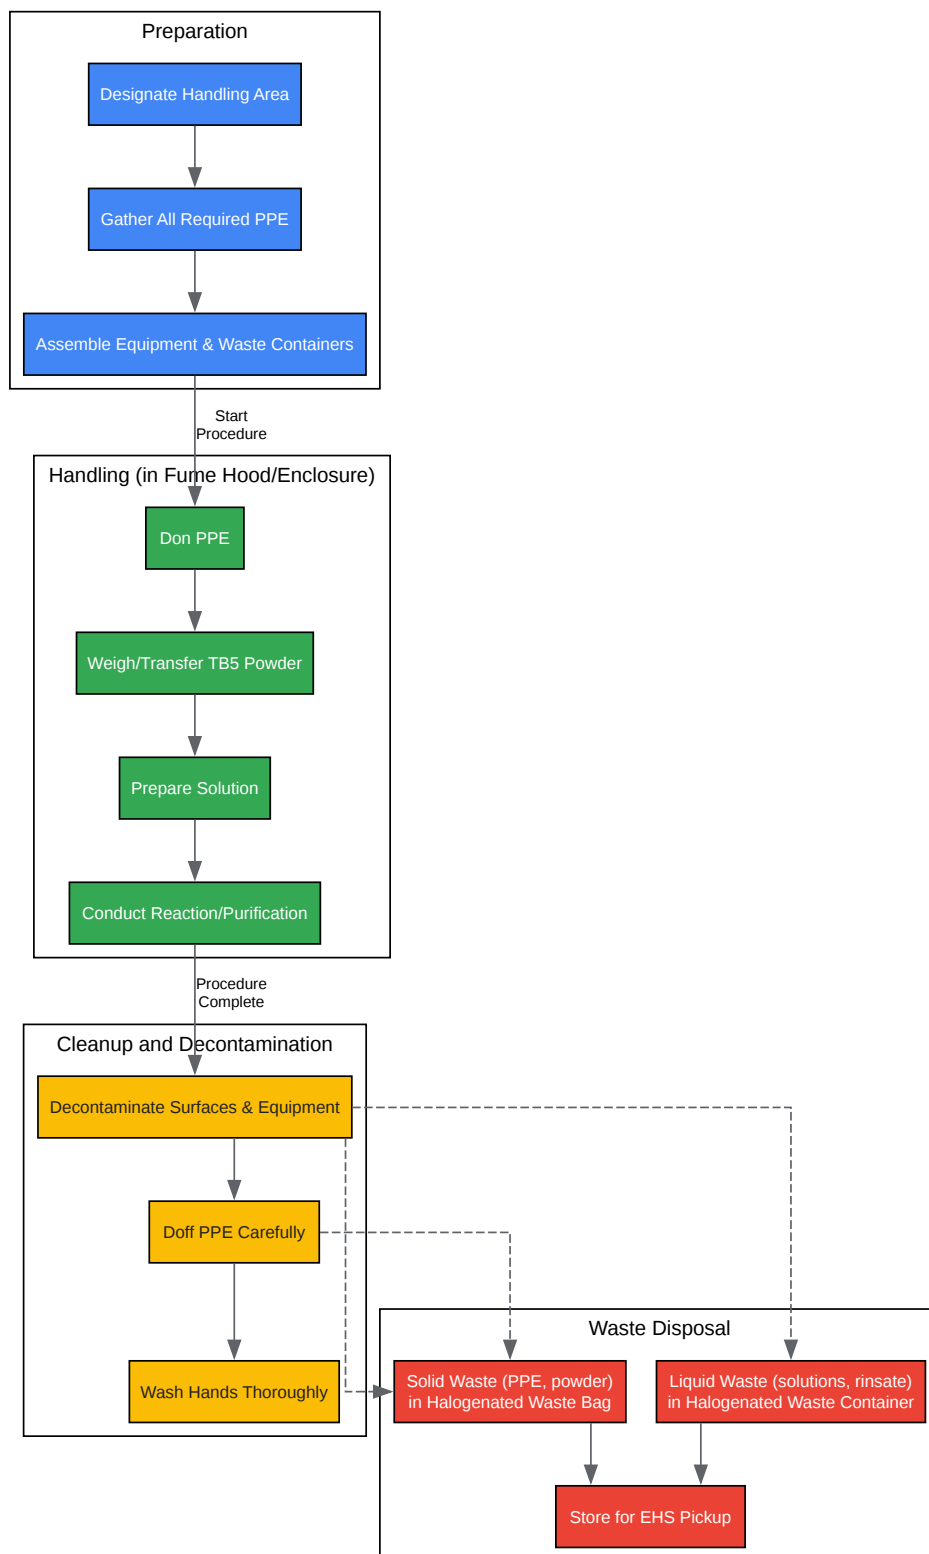 Preparation
Designate Handling Area
Gather All Required PPE
Assemble Equipment & Waste Containers
Start
Procedure
Handling (in Fume Hood/Enclosure)
Don PPE
Weigh/Transfer TB5 Powder
Prepare Solution
Conduct Reaction/Purification
Procedure
Complete
Cleanup and Decontamination
Decontaminate Surfaces & Equipment
Doff PPE Carefully
Wash Hands Thoroughly
Waste Disposal
Solid Waste (PPE, powder)
in Halogenated Waste Bag
Liquid Waste (solutions, rinsate)
in Halogenated Waste Container
Store for EHS Pickup